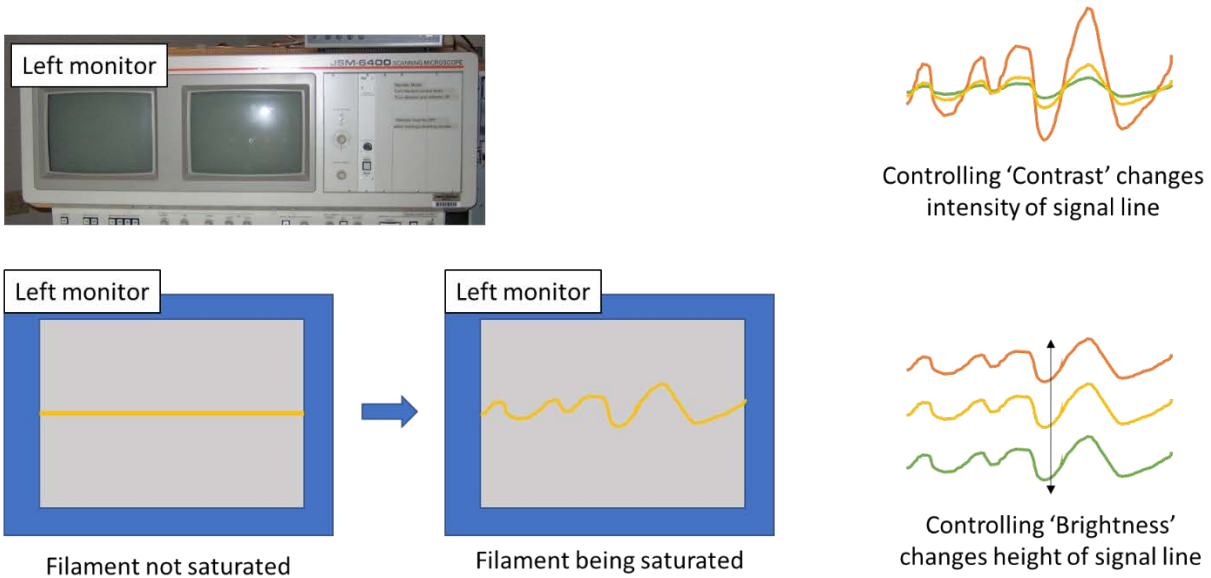 Left monitor
JSM-6400 SCANNING MICROSCOPE
Controlling ‘Contrast’ changes
intensity of signal line
Left monitor
Left monitor
Filament not saturated
Filament being saturated
Controlling ‘Brightness’
changes height of signal line